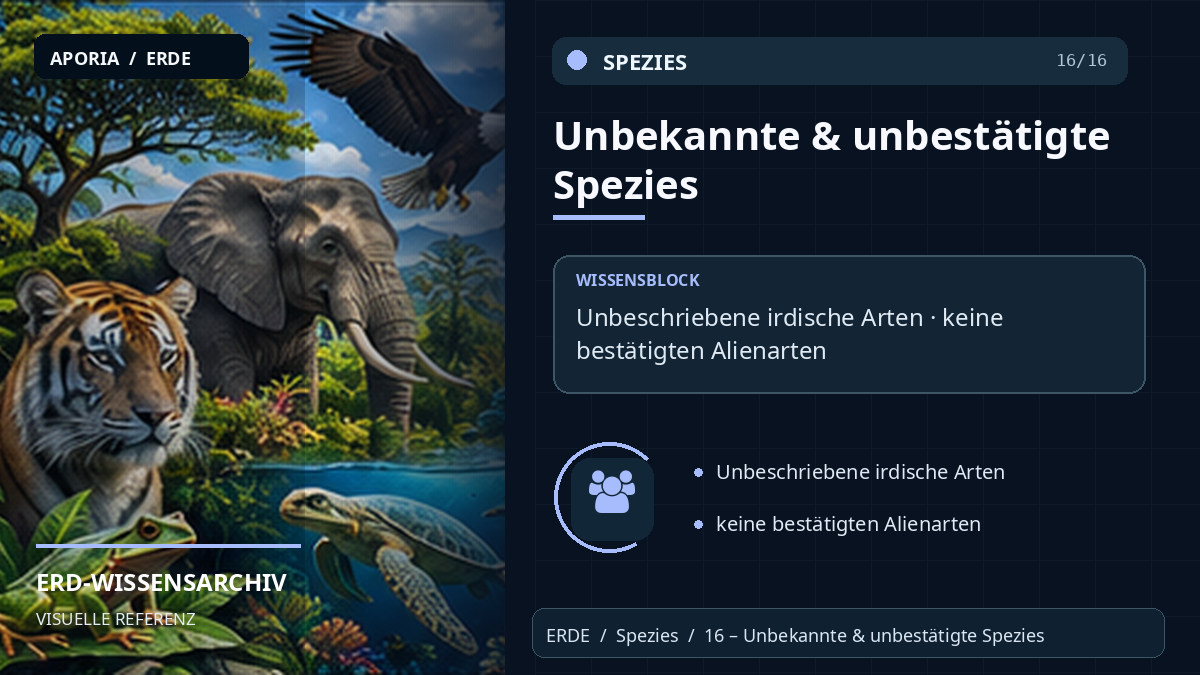 APORIA / ERDE
SPEZIES
16/16
Unbekannte & unbestätigte
Spezies
WISSENSBLOCK
Unbeschriebene irdische Arten · keine
bestätigten Alienarten
Unbeschriebene irdische Arten
keine bestätigten Alienarten
ERD-WISSENSARCHIV
VISUELLE REFERENZ
ERDE / Spezies / 16 – Unbekannte & unbestätigte Spezies